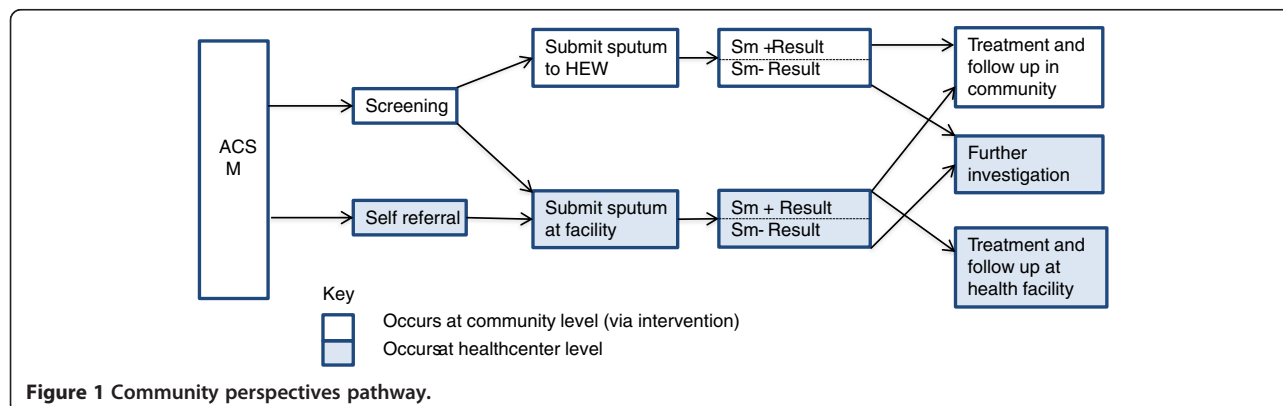 ACS
M
Screening
Self referral
Submit sputum
to HEW
Submit sputum
at facility
Sm +Result
Sm- Result
Sm + Result
Sm- Result
Treatment and
follow up in
community
Further
investigation
Treatment and
follow up at
health facility
Key
Occurs at community level (via intervention)
Occursat healthcenter level
Figure 1 Community perspectives pathway.